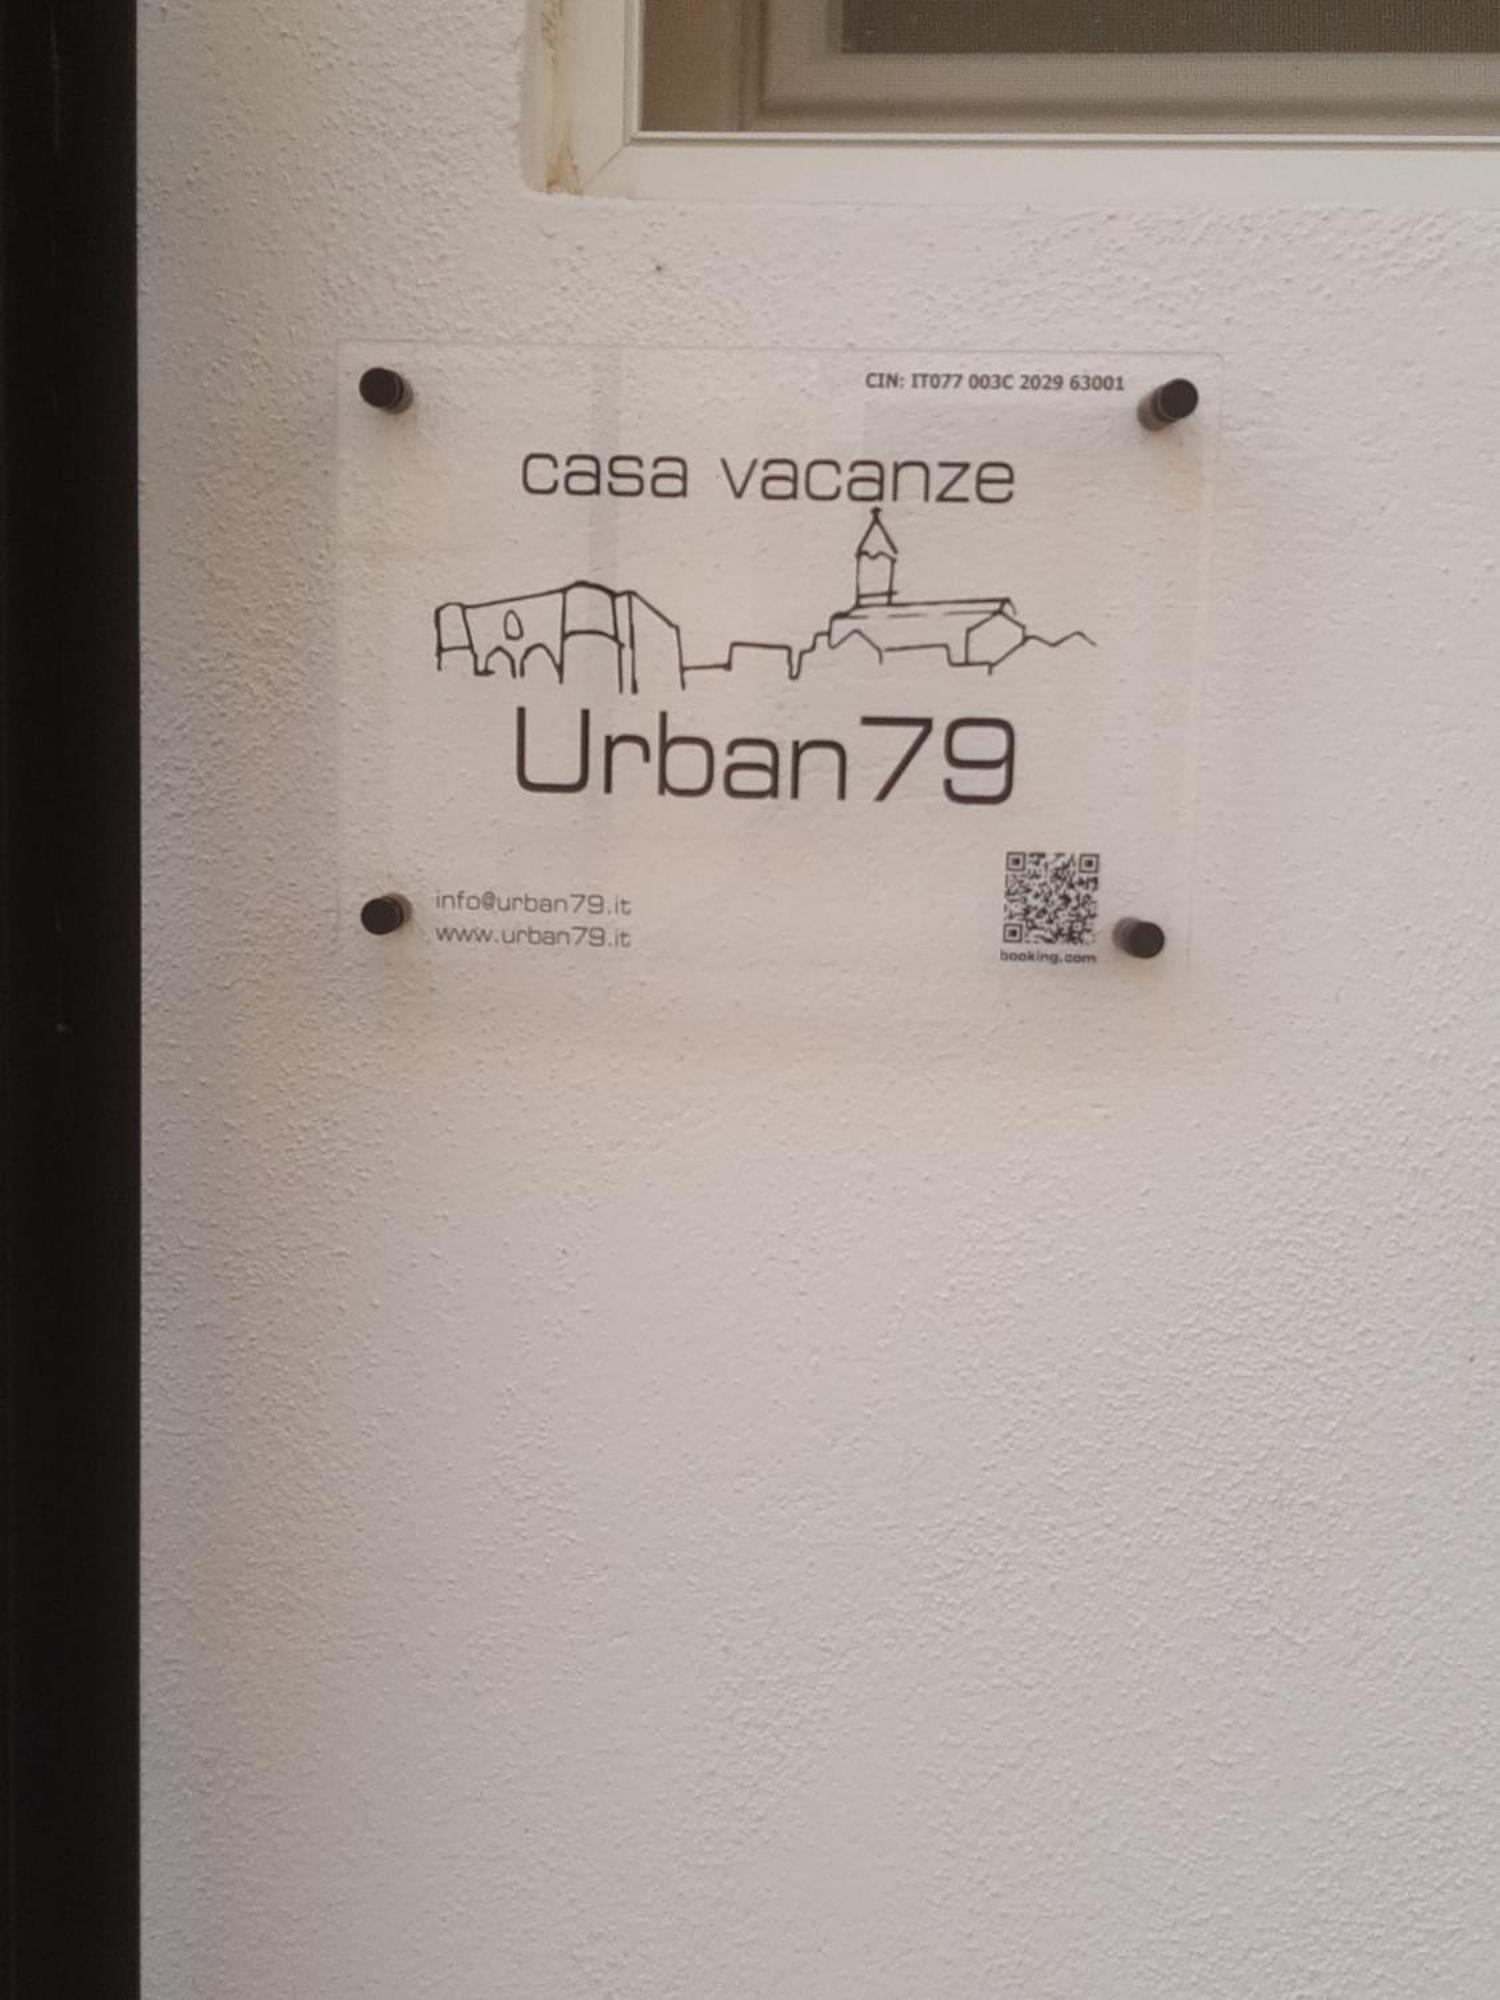 CIN: IT077 003C 2029 63001
casa vacanze
Urban79
info@urban79.it
www.urban79.it
booking.com